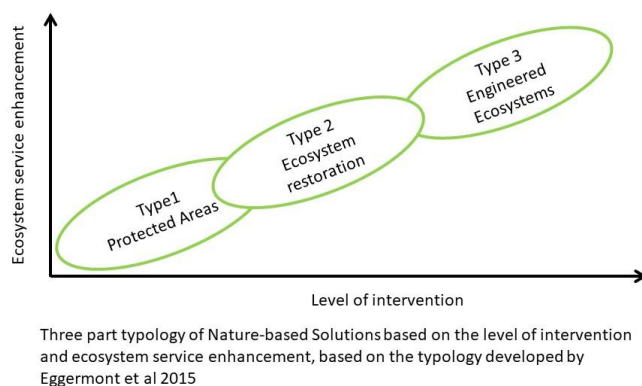 Ecosystem service enhancement
Type 3
Engineered
Ecosystems
Type 2
Ecosystem
restoration
Type1
Protected Areas
Level of intervention
Three part typology of Nature-based Solutions based on the level of intervention
and ecosystem service enhancement, based on the typology developed by
Eggermont et al 2015